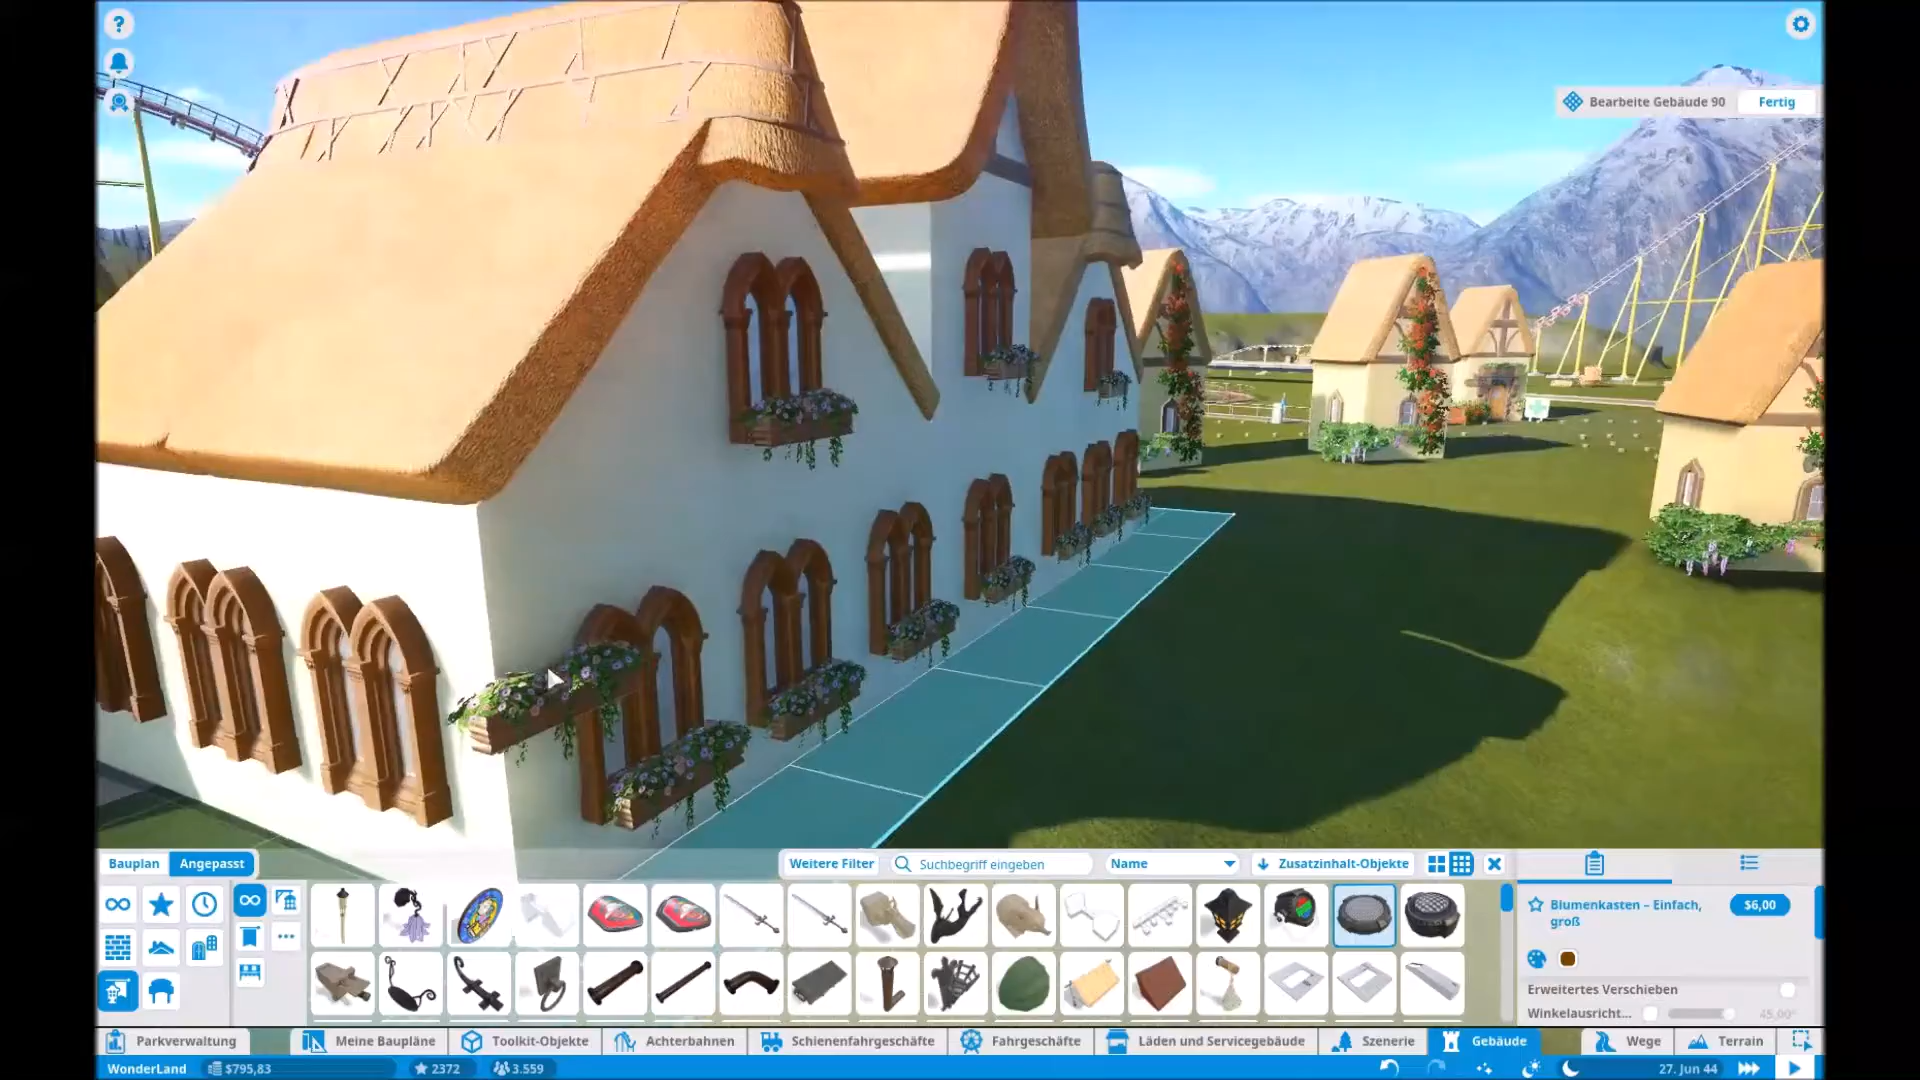 ?
Bearbeite Gebäude 90 Fertig
Bauplan Angepasst Weitere Filter Suchbegriff eingeben Name Zusatzinhalt-Objekte
Blumenkasten – Einfach, groß $6,00
Erweitertes Verschieben
Winkelausricht... 45,00°
Parkverwaltung Meine Baupläne Toolkit-Objekte Achterbahnen Schienenfahrgeschäfte Fahrgeschäfte Läden und Servicegebäude Szenerie Gebäude Wege Terrain
WonderLand $795,83 2372 3.559 27. Jun 44